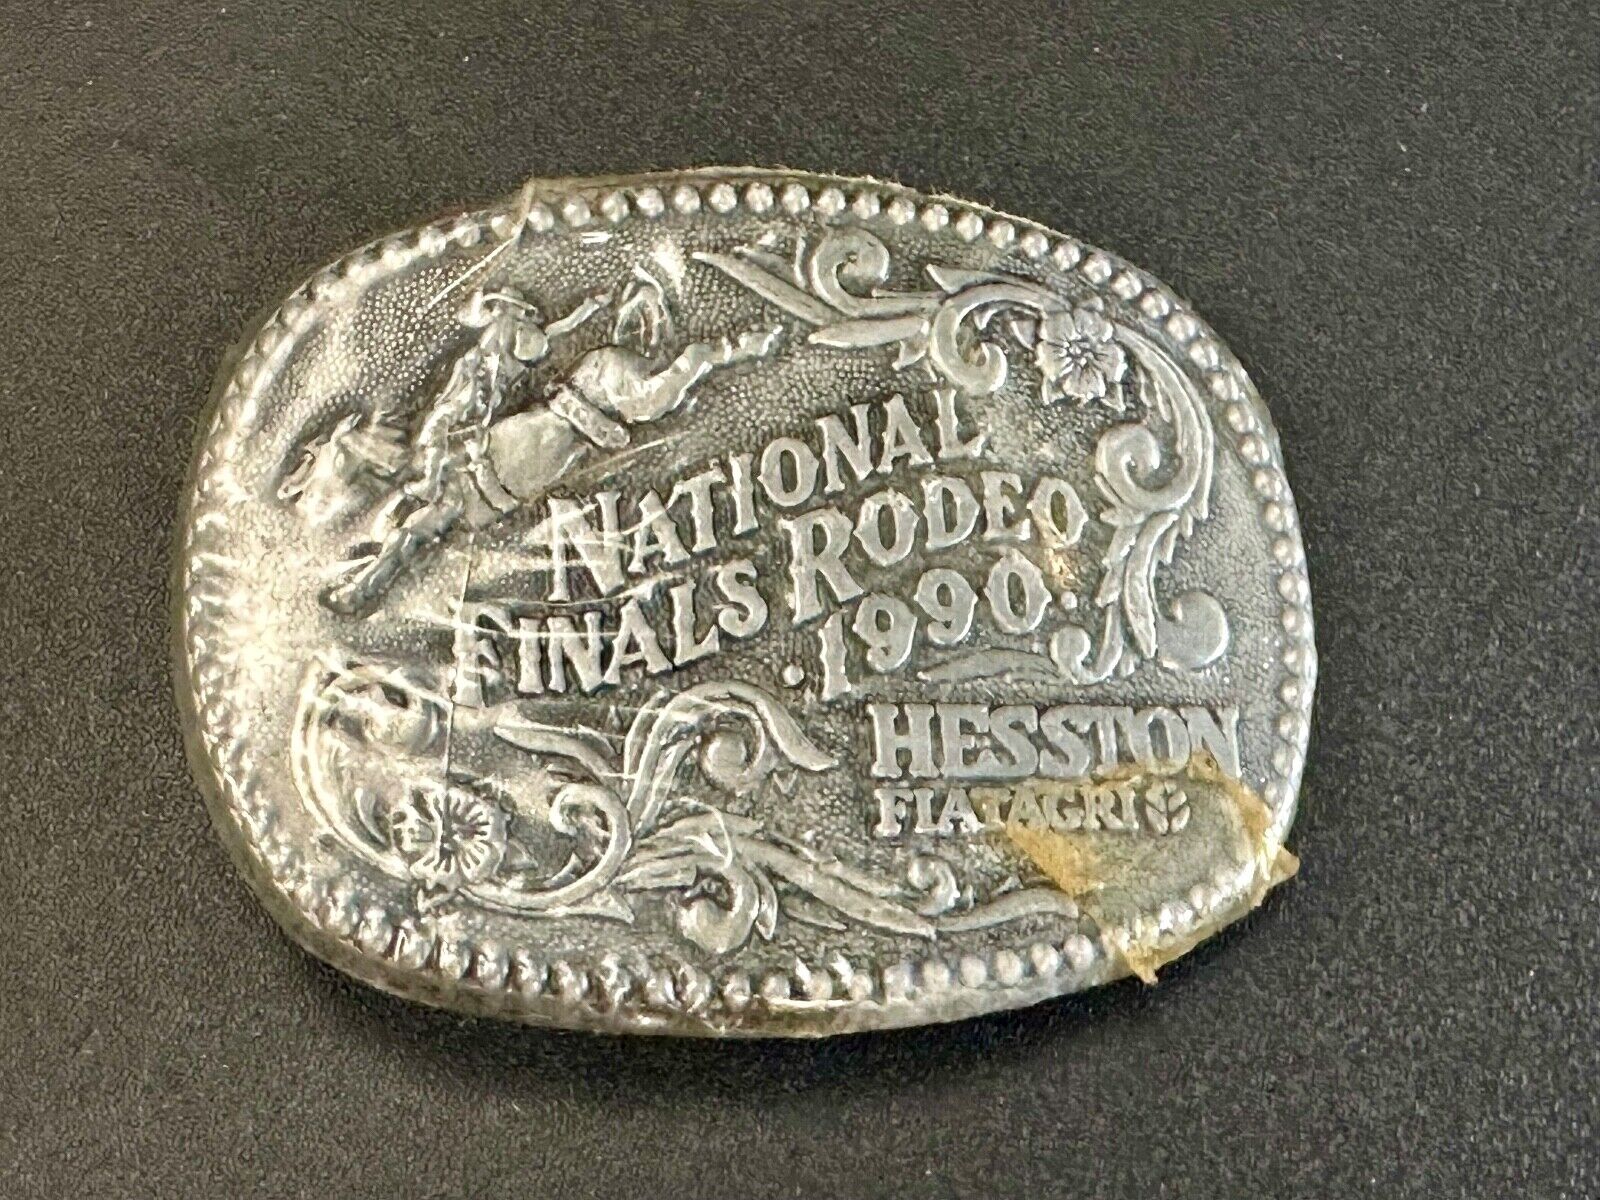 NATIONAL
FINALS RODEO
·1990·
HESSTON
FIATAGRI